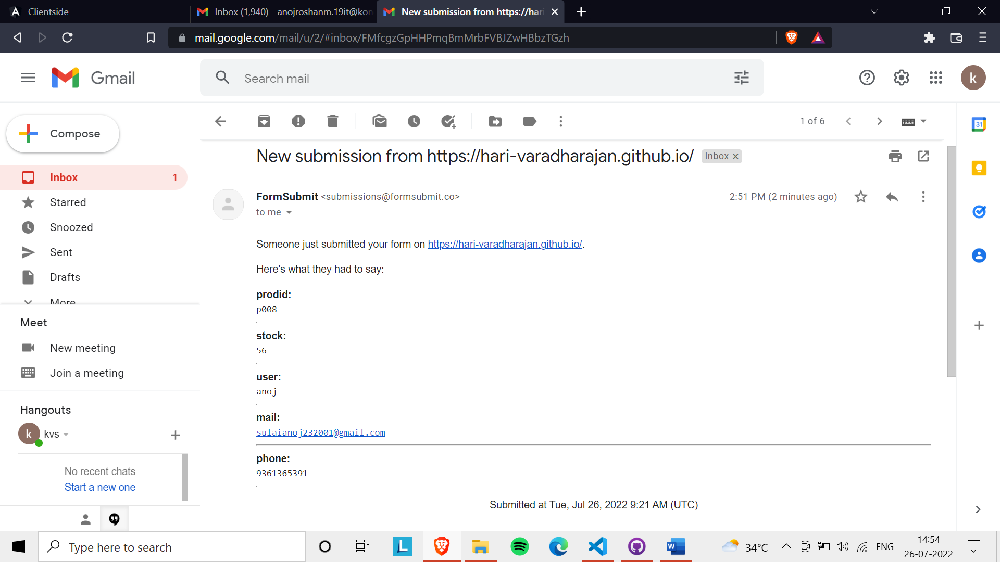 Clientside
Inbox (1,940) - anojroshanm.19it@kon
New submission from https://hari
mail.google.com/mail/u/2/#inbox/FMfcgzGpHHPmqBmMrbFVBJZwHBbzTGzh
Gmail
Search mail
k
Compose
1 of 6
31
New submission from https://hari-varadharajan.github.io/
Inbox ×
Inbox 1
Starred
Snoozed
Sent
Drafts
More
FormSubmit <submissions@formsubmit.co>
2:51 PM (2 minutes ago)
to me
Someone just submitted your form on https://hari-varadharajan.github.io/.
Here's what they had to say:
prodid:
p008
stock:
56
user:
anoj
mail:
sulaianoj232001@gmail.com
phone:
9361365391
Submitted at Tue, Jul 26, 2022 9:21 AM (UTC)
Meet
New meeting
Join a meeting
Hangouts
k
kvs
No recent chats
Start a new one
Type here to search
L
W
34°C
ENG
14:54
26-07-2022